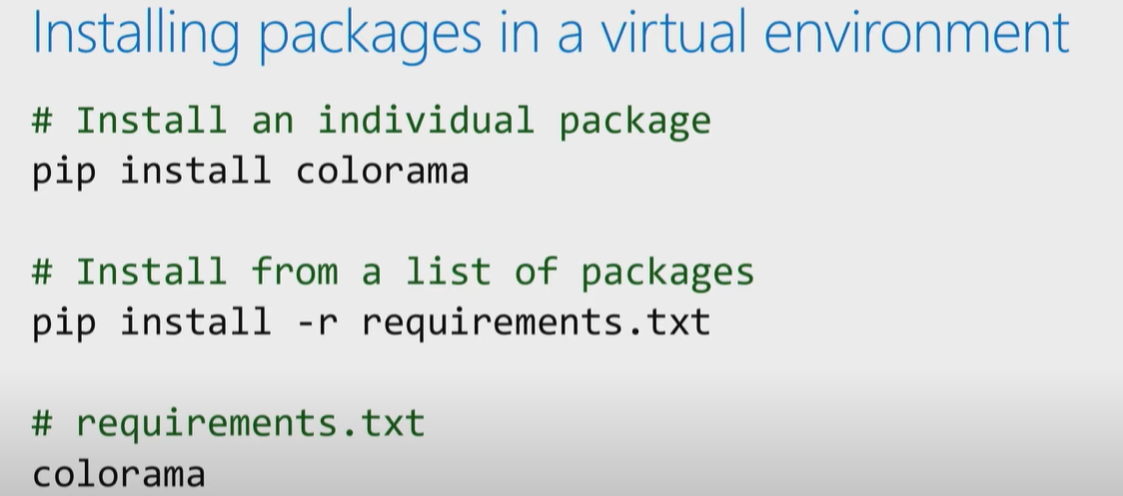 Installing packages in a virtual environment
# Install an individual package
pip install colorama
# Install from a list of packages
pip install -r requirements.txt
# requirements.txt
colorama